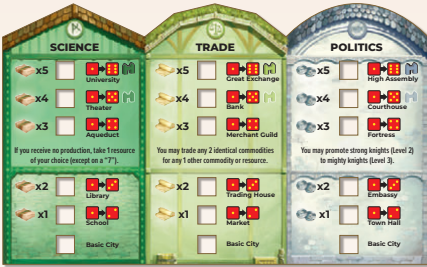 SCIENCE
x5
University
x4
Theater
x3
Aqueduct
If you receive no production, take 1 resource
of your choice (except on a “7”).
x2
Library
x1
School
Basic City
TRADE
x5
Great Exchange
x4
Bank
x3
Merchant Guild
You may trade any 2 identical commodities
for any 1 other commodity or resource.
x2
Trading House
x1
Market
Basic City
POLITICS
x5
High Assembly
x4
Courthouse
x3
Fortress
You may promote strong knights (Level 2)
to mighty knights (Level 3).
x2
Embassy
x1
Town Hall
Basic City